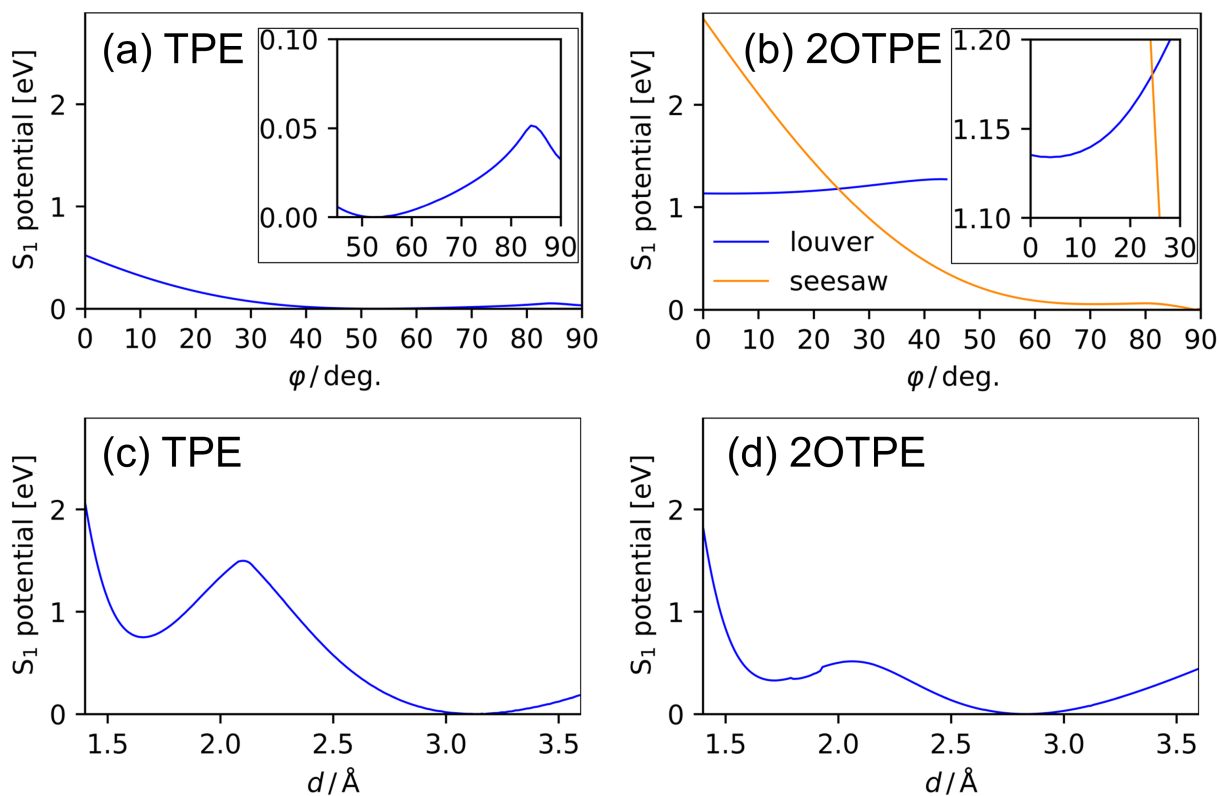 (a) TPE
S₁ potential [eV]
2
1
0
0 10 20 30 40 50 60 70 80 90
φ / deg.
0.10
0.05
0.00
50 60 70 80 90
(b) 2OTPE
S₁ potential [eV]
2
1
0
0 10 20 30 40 50 60 70 80 90
φ / deg.
louver
seesaw
1.20
1.15
1.10
0 10 20 30
(c) TPE
S₁ potential [eV]
2
1
0
1.5 2.0 2.5 3.0 3.5
d / Å
(d) 2OTPE
S₁ potential [eV]
2
1
0
1.5 2.0 2.5 3.0 3.5
d / Å